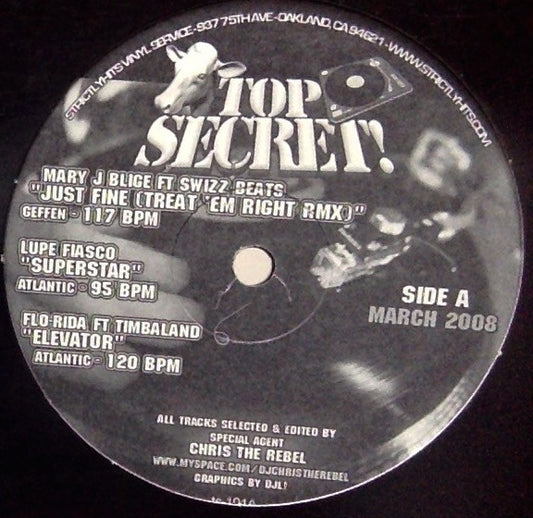 STRICTLYHITS VINYL SERVICE - 937 75TH AVE - OAKLAND, CA 94621 - WWW.STRICTLYHITS.COM
TOP
SECRET!
MARY J BLIGE FT SWIZZ BEATS
"JUST FINE (TREAT 'EM RIGHT RMX)"
GEFFEN - 117 BPM
LUPE FIASCO
"SUPERSTAR"
ATLANTIC - 95 BPM
FLO-RIDA FT TIMBALAND
"ELEVATOR"
ATLANTIC - 120 BPM
SIDE A
MARCH 2008
ALL TRACKS SELECTED & EDITED BY
SPECIAL AGENT
CHRIS THE REBEL
WWW.MYSPACE.COM/DJCHRISTHEREBEL
GRAPHICS BY DJL!